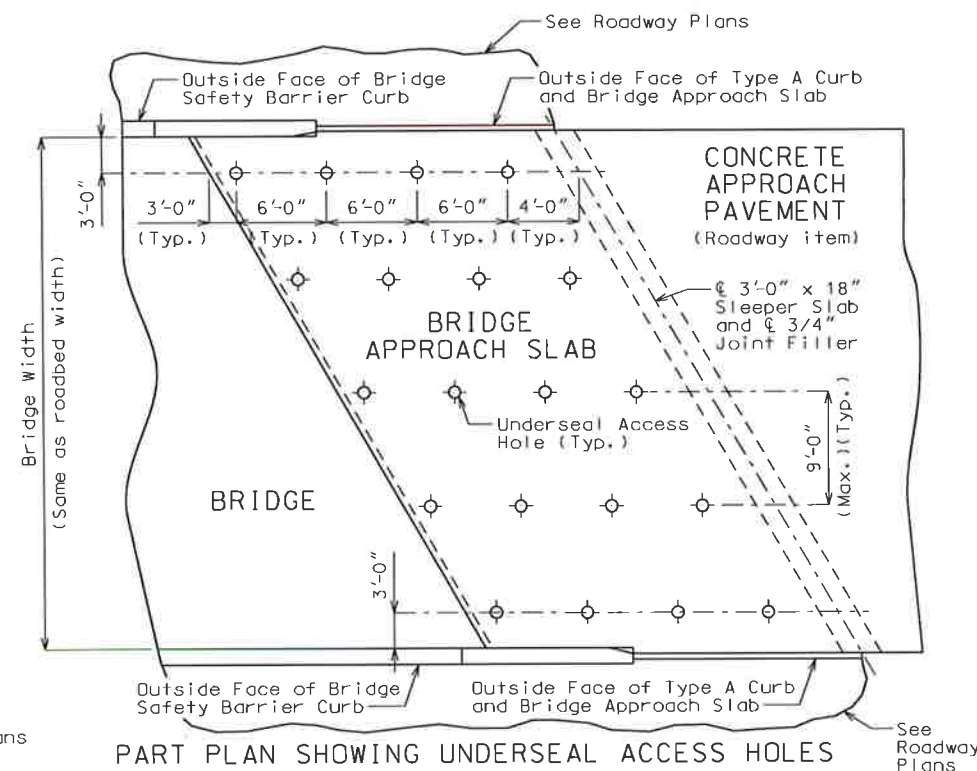 See Roadway Plans
Outside Face of Bridge
Safety Barrier Curb
Outside Face of Type A Curb
and Bridge Approach Slab
3'-0"
3'-0"
(Typ.)
6'-0"
(Typ.)
6'-0"
(Typ.)
6'-0"
(Typ.)
4'-0"
(Typ.)
CONCRETE
APPROACH
PAVEMENT
(Roadway item)
℄ 3'-0" x 18"
Sleeper Slab
and ℄ 3/4"
Joint Filler
Bridge Width
(Same as roadbed width)
BRIDGE
APPROACH SLAB
Underseal Access
Hole (Typ.)
9'-0"
(Max.)(Typ.)
BRIDGE
3'-0"
Outside Face of Bridge
Safety Barrier Curb
Outside Face of Type A Curb
and Bridge Approach Slab
See
Roadway
Plans
ans
PART PLAN SHOWING UNDERSEAL ACCESS HOLES